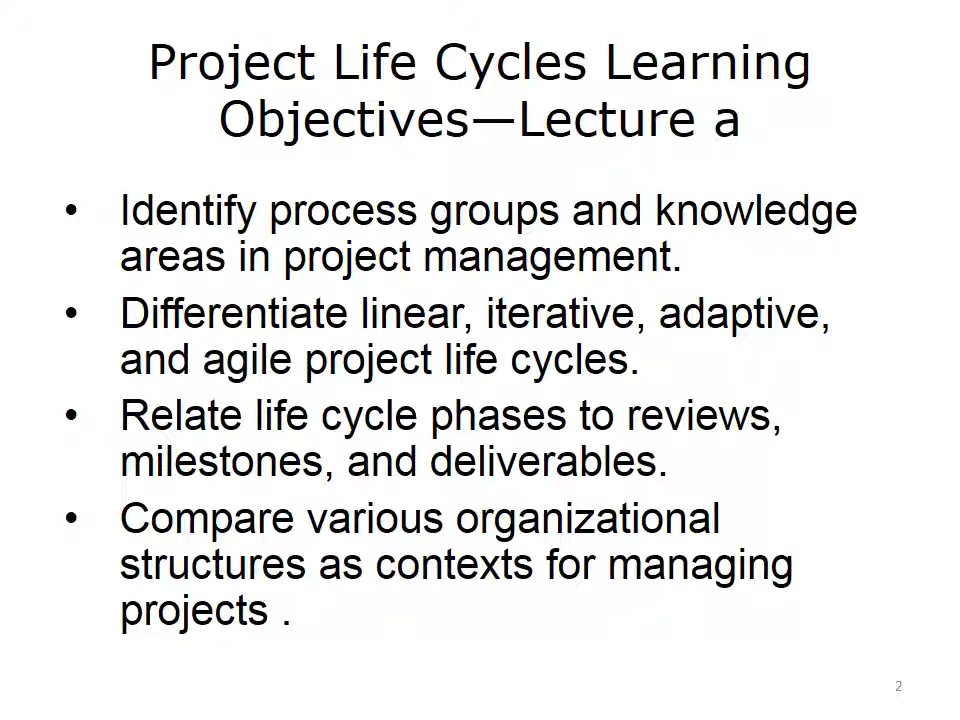 Project Life Cycles Learning
Objectives—Lecture a
• Identify process groups and knowledge
areas in project management.
• Differentiate linear, iterative, adaptive,
and agile project life cycles.
• Relate life cycle phases to reviews,
milestones, and deliverables.
• Compare various organizational
structures as contexts for managing
projects .
2